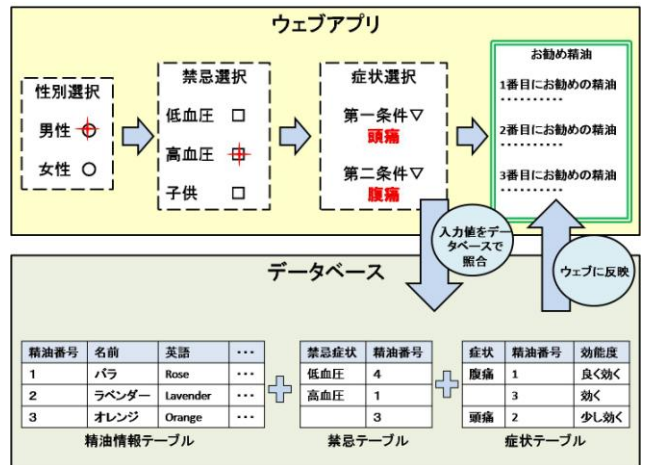 ウェブアプリ
性別選択
男性
女性
禁忌選択
低血圧
高血圧
子供
症状選択
第一条件▽
頭痛
第二条件▽
腹痛
お勧め精油
1番目にお勧めの精油
・・・・・・・・・
2番目にお勧めの精油
・・・・・・・・・
3番目にお勧めの精油
・・・・・・・・・
入力値をデー
タベースで
照合
ウェブに反映
データベース
精油番号 名前 英語 ・・・
1 バラ Rose ・・・
2 ラベンダー Lavender ・・・
3 オレンジ Orange ・・・
精油情報テーブル
禁忌症状 精油番号
低血圧 4
高血圧 1
3
禁忌テーブル
症状 精油番号 効能度
腹痛 1 良く効く
3 効く
頭痛 2 少し効く
症状テーブル